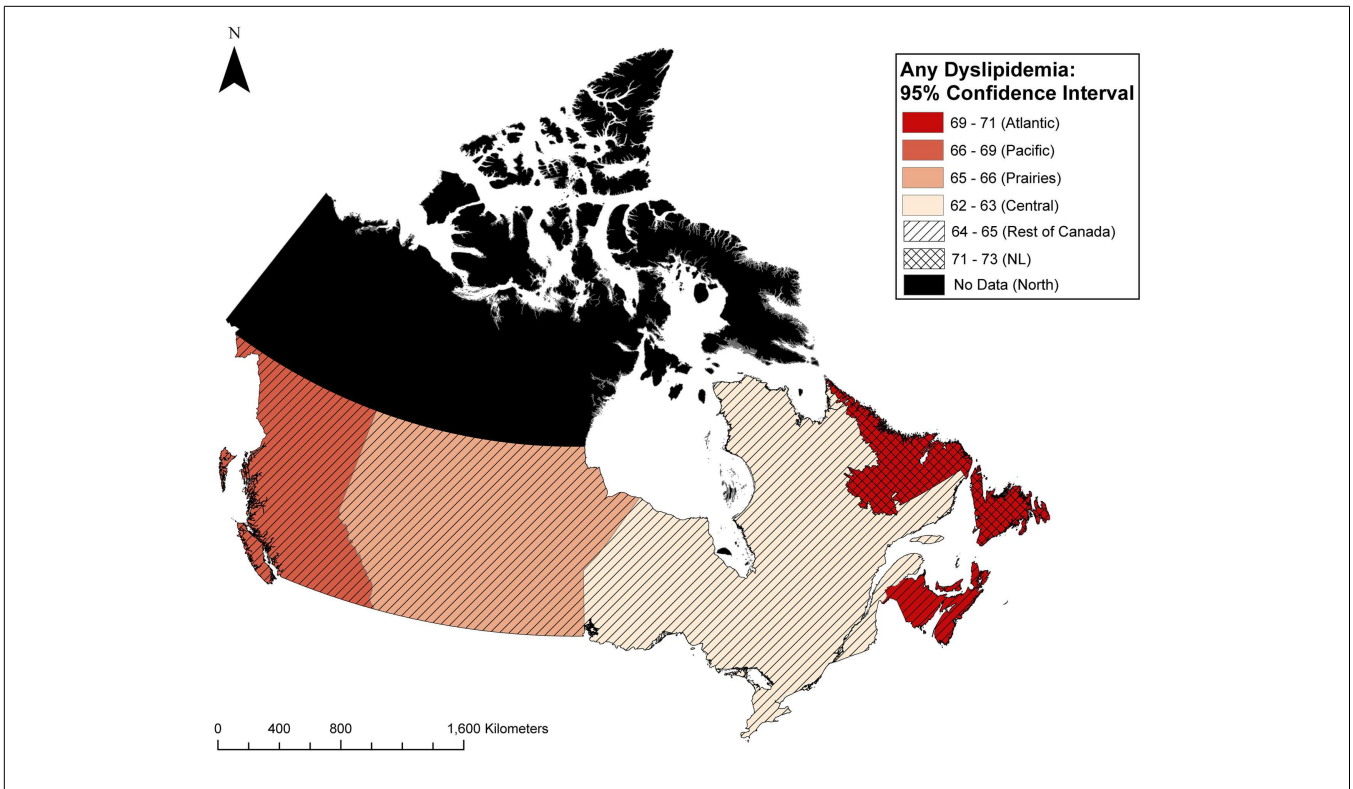 N
Any Dyslipidemia:
95% Confidence Interval
69 - 71 (Atlantic)
66 - 69 (Pacific)
65 - 66 (Prairies)
62 - 63 (Central)
64 - 65 (Rest of Canada)
71 - 73 (NL)
No Data (North)
0 400 800 1,600 Kilometers